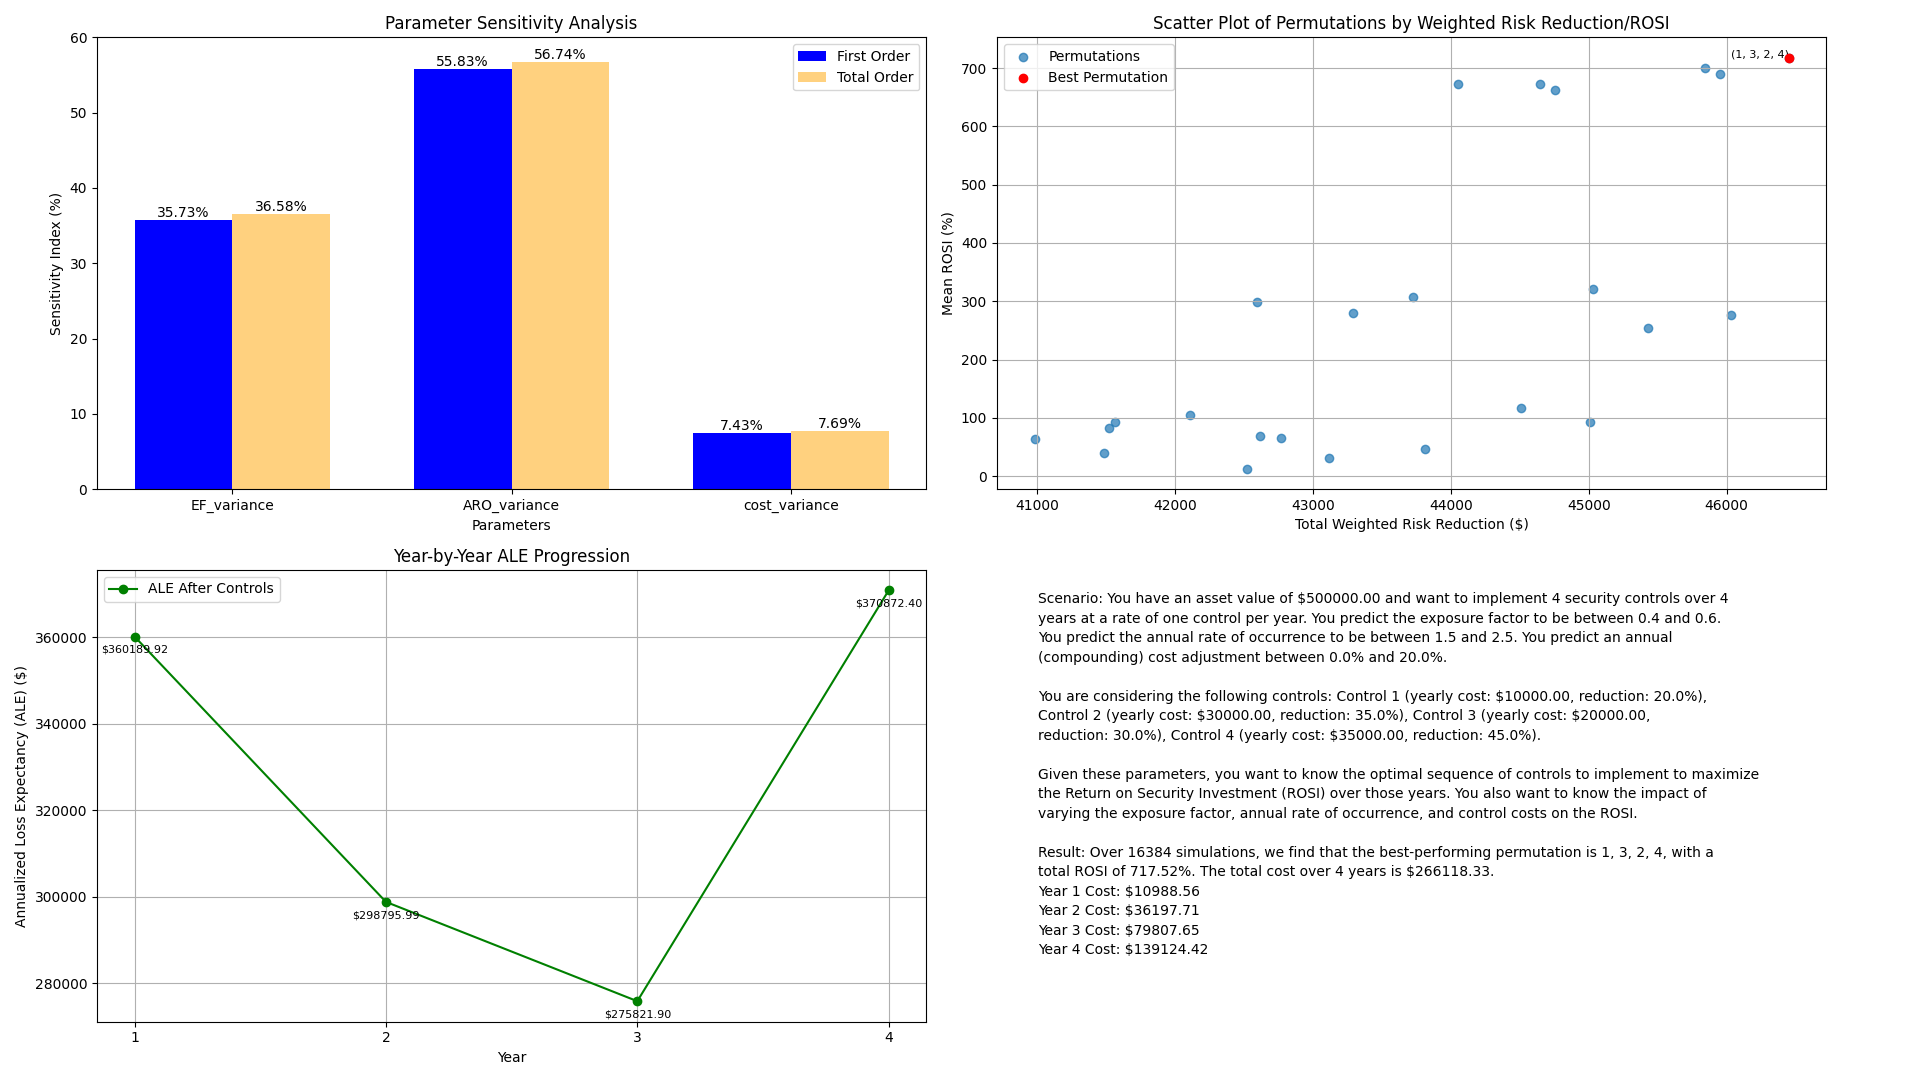 Parameter Sensitivity Analysis
First Order
Total Order
35.73%
36.58%
55.83%
56.74%
7.43%
7.69%
60
50
40
30
20
10
0
Sensitivity Index (%)
EF_variance
ARO_variance
cost_variance
Parameters
Scatter Plot of Permutations by Weighted Risk Reduction/ROSI
Permutations
Best Permutation
(1, 3, 2, 4)
700
600
500
400
300
200
100
0
Mean ROSI (%)
41000
42000
43000
44000
45000
46000
Total Weighted Risk Reduction ($)
Year-by-Year ALE Progression
ALE After Controls
$360189.92
$298795.99
$275821.90
$370872.40
360000
340000
320000
300000
280000
Annualized Loss Expectancy (ALE) ($)
1
2
3
4
Year
Scenario: You have an asset value of $500000.00 and want to implement 4 security controls over 4
years at a rate of one control per year. You predict the exposure factor to be between 0.4 and 0.6.
You predict the annual rate of occurrence to be between 1.5 and 2.5. You predict an annual
(compounding) cost adjustment between 0.0% and 20.0%.
You are considering the following controls: Control 1 (yearly cost: $10000.00, reduction: 20.0%),
Control 2 (yearly cost: $30000.00, reduction: 35.0%), Control 3 (yearly cost: $20000.00,
reduction: 30.0%), Control 4 (yearly cost: $35000.00, reduction: 45.0%).
Given these parameters, you want to know the optimal sequence of controls to implement to maximize
the Return on Security Investment (ROSI) over those years. You also want to know the impact of
varying the exposure factor, annual rate of occurrence, and control costs on the ROSI.
Result: Over 16384 simulations, we find that the best-performing permutation is 1, 3, 2, 4, with a
total ROSI of 717.52%. The total cost over 4 years is $266118.33.
Year 1 Cost: $10988.56
Year 2 Cost: $36197.71
Year 3 Cost: $79807.65
Year 4 Cost: $139124.42